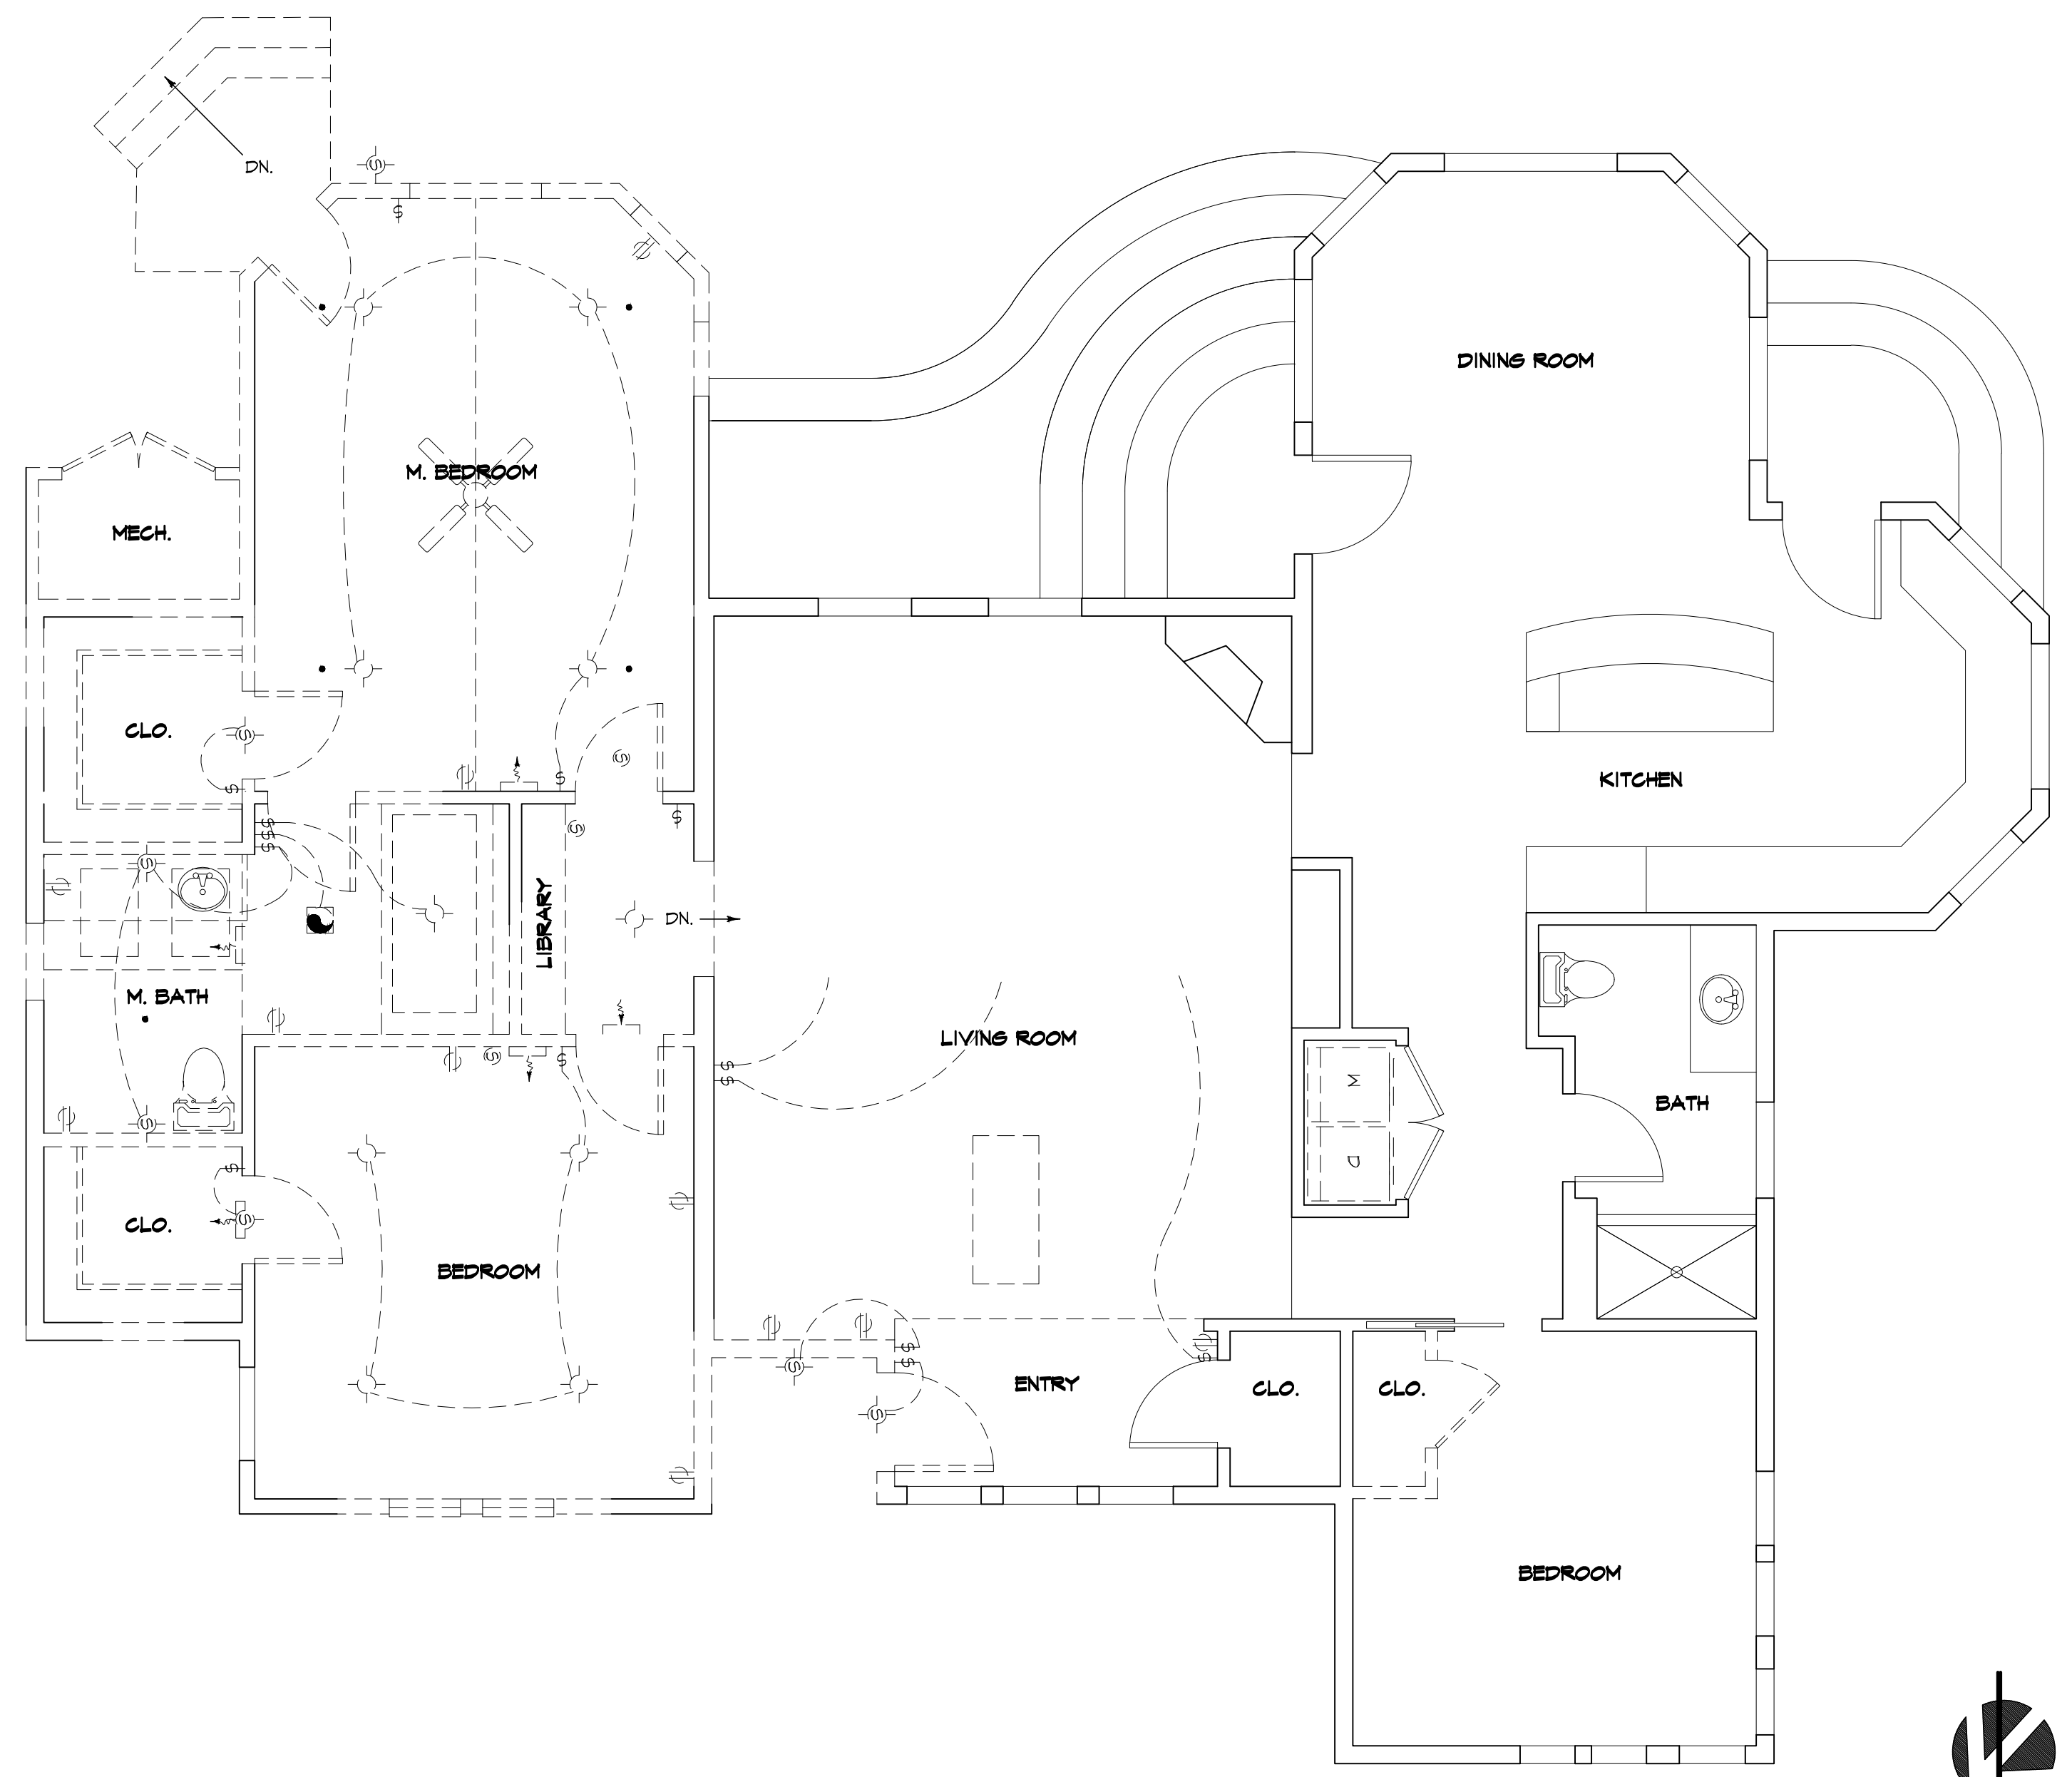 DN.
DINING ROOM
M. BEDROOM
MECH.
CLO.
KITCHEN
LIBRARY
DN.
M. BATH
LIVING ROOM
W
D
BATH
CLO.
BEDROOM
ENTRY
CLO.
CLO.
BEDROOM